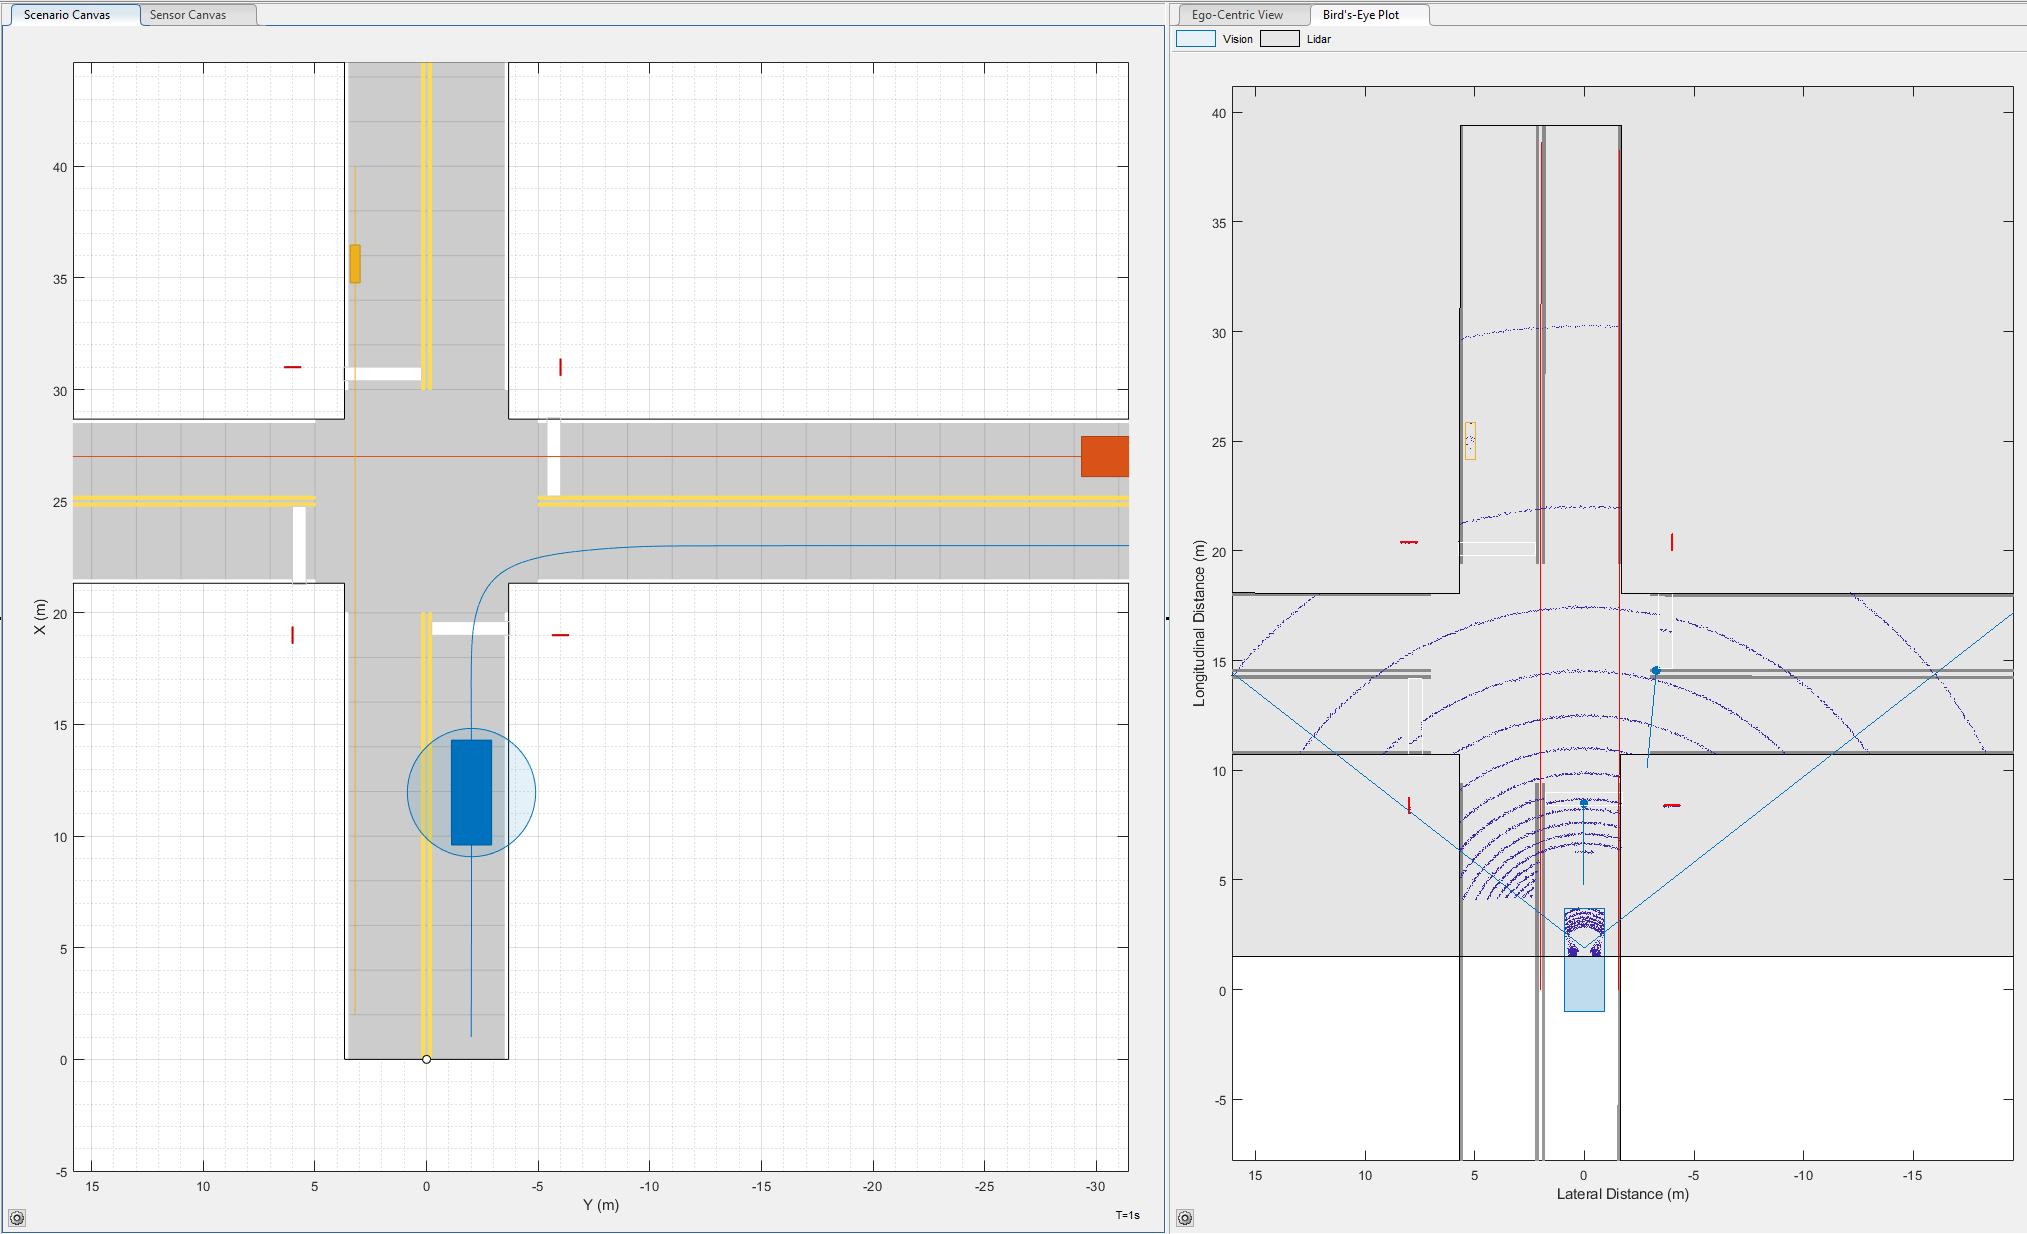 Scenario Canvas
Sensor Canvas
40
35
30
25
20
15
10
5
0
-5
X (m)
15 10 5 0 -5 -10 -15 -20 -25 -30
Y (m)
T=1s
Ego-Centric View
Bird's-Eye Plot
Vision Lidar
40
35
30
25
20
15
10
5
0
-5
Longitudinal Distance (m)
15 10 5 0 -5 -10 -15
Lateral Distance (m)